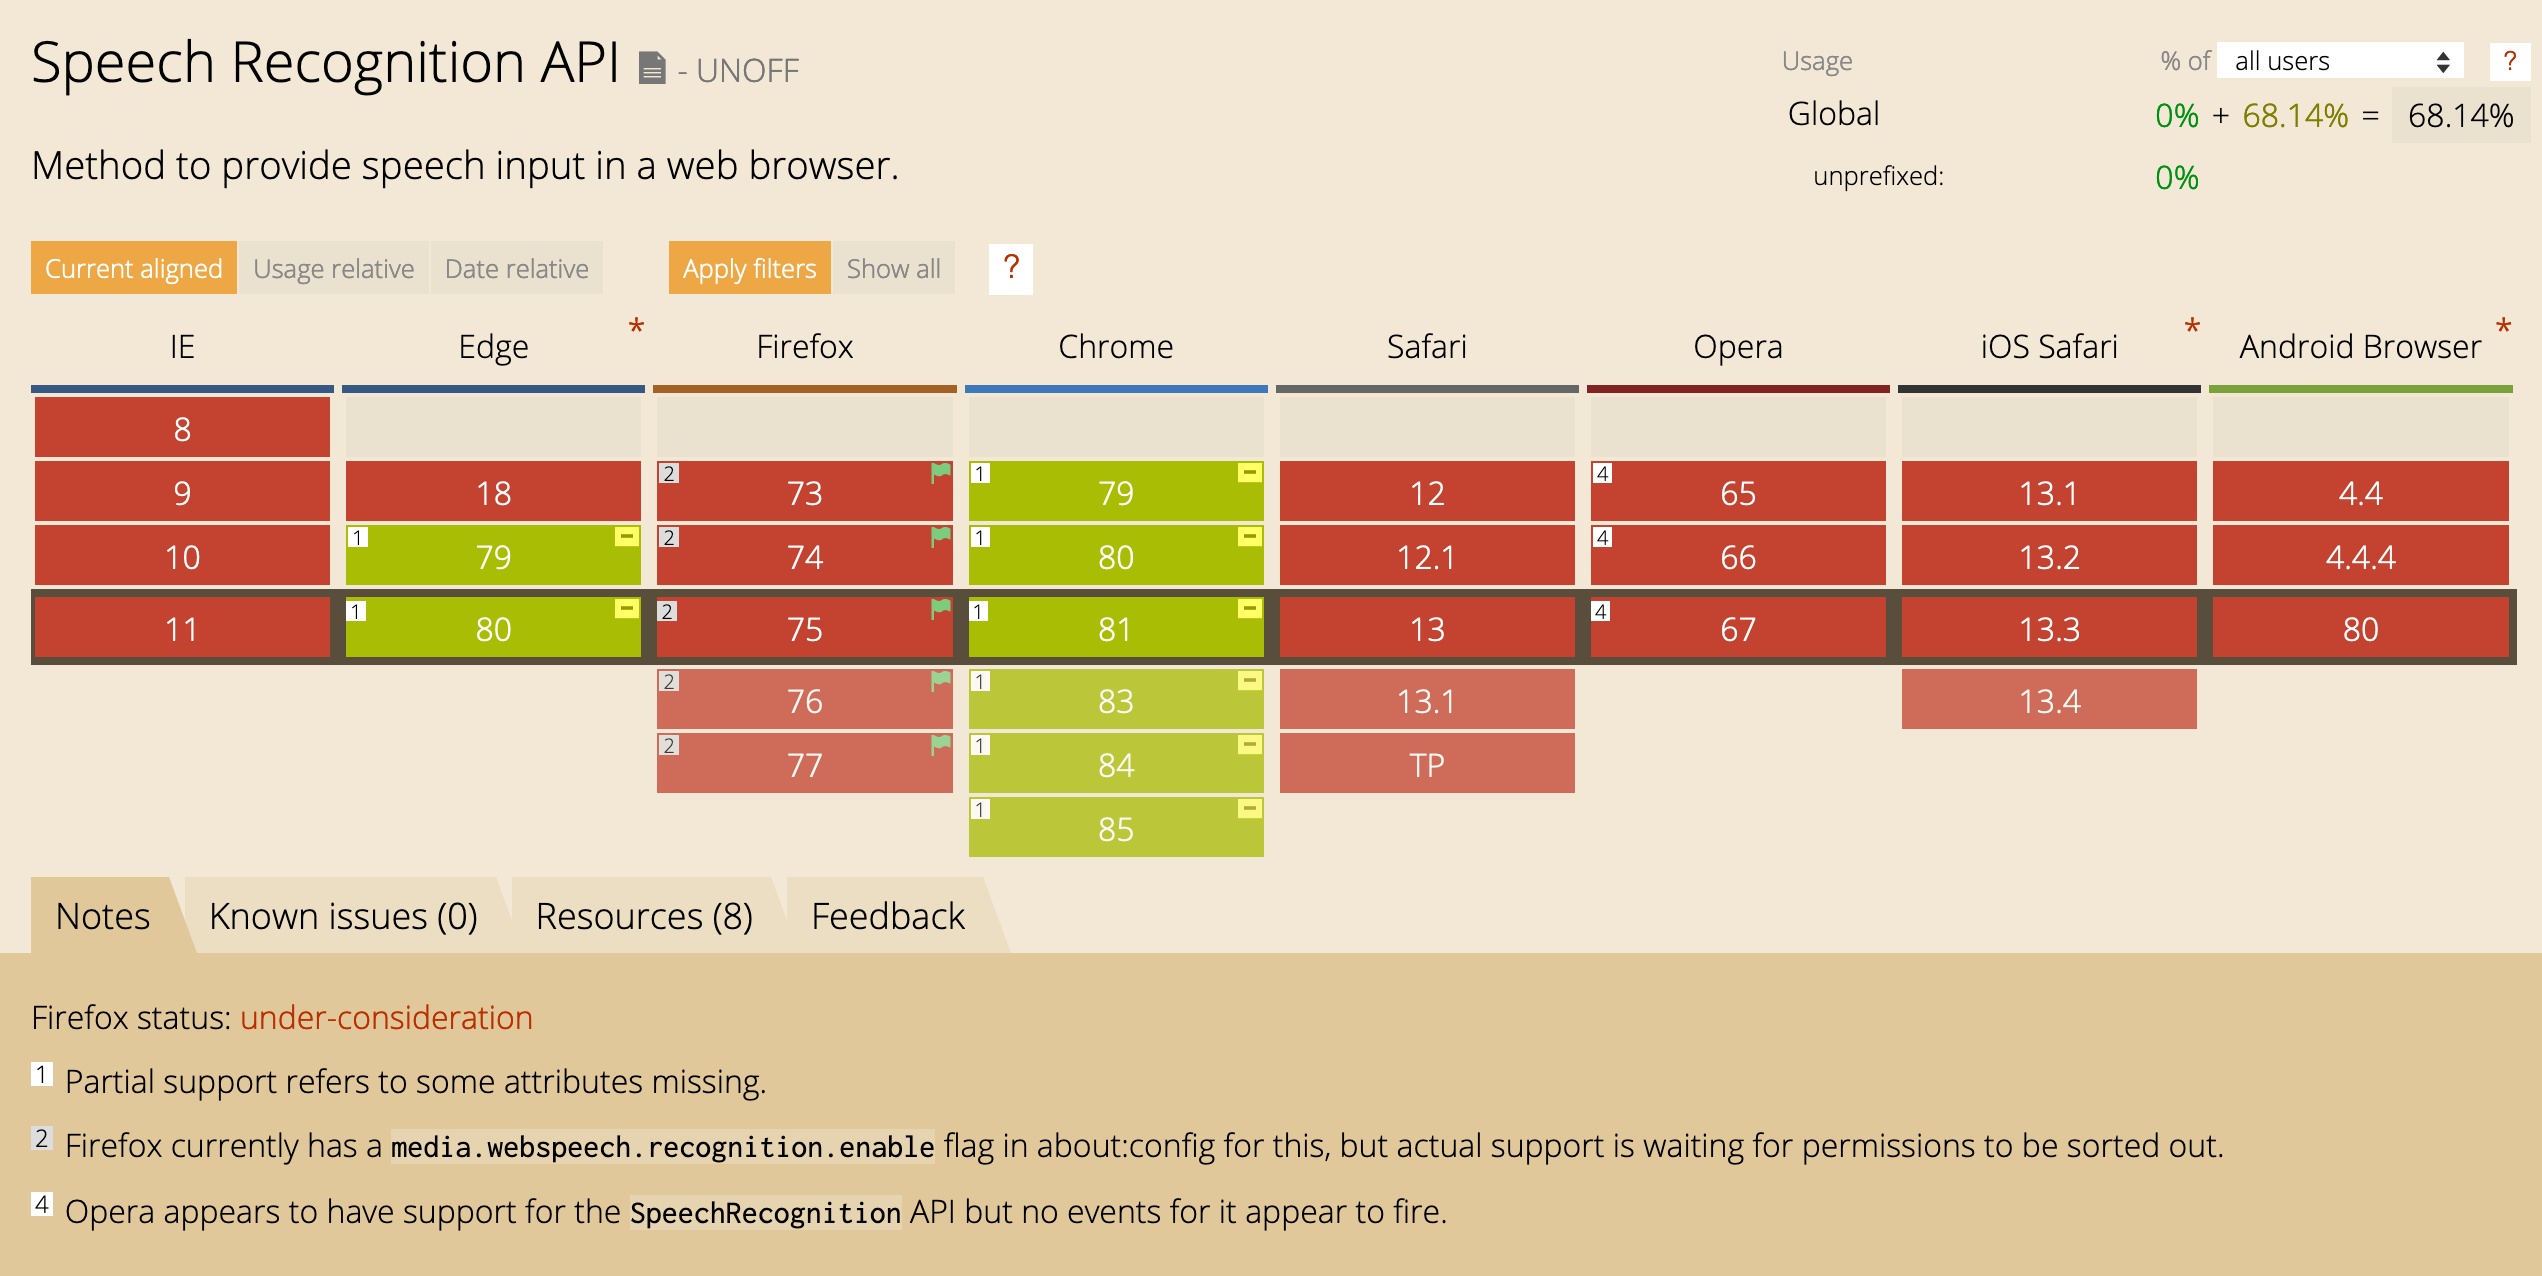 Speech Recognition API - UNOFF
Usage % of all users ?
Global 0% + 68.14% = 68.14%
unprefixed: 0%
Method to provide speech input in a web browser.
Current aligned Usage relative Date relative Apply filters Show all ?
IE Edge * Firefox Chrome Safari Opera iOS Safari * Android Browser *
8
9 18 2 73 1 79 - 12 4 65 13.1 4.4
10 1 79 - 2 74 1 80 - 12.1 4 66 13.2 4.4.4
11 1 80 - 2 75 1 81 - 13 4 67 13.3 80
2 76 1 83 - 13.1 13.4
2 77 1 84 - TP
1 85 -
Notes Known issues (0) Resources (8) Feedback
Firefox status: under-consideration
1 Partial support refers to some attributes missing.
2 Firefox currently has a media.webspeech.recognition.enable flag in about:config for this, but actual support is waiting for permissions to be sorted out.
4 Opera appears to have support for the SpeechRecognition API but no events for it appear to fire.